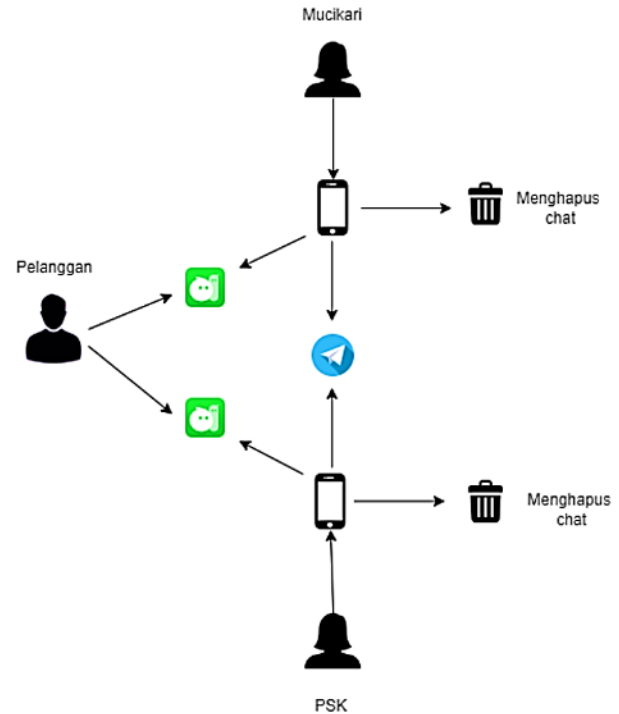 Mucikari
Menghapus
chat
Pelanggan
Menghapus
chat
PSK